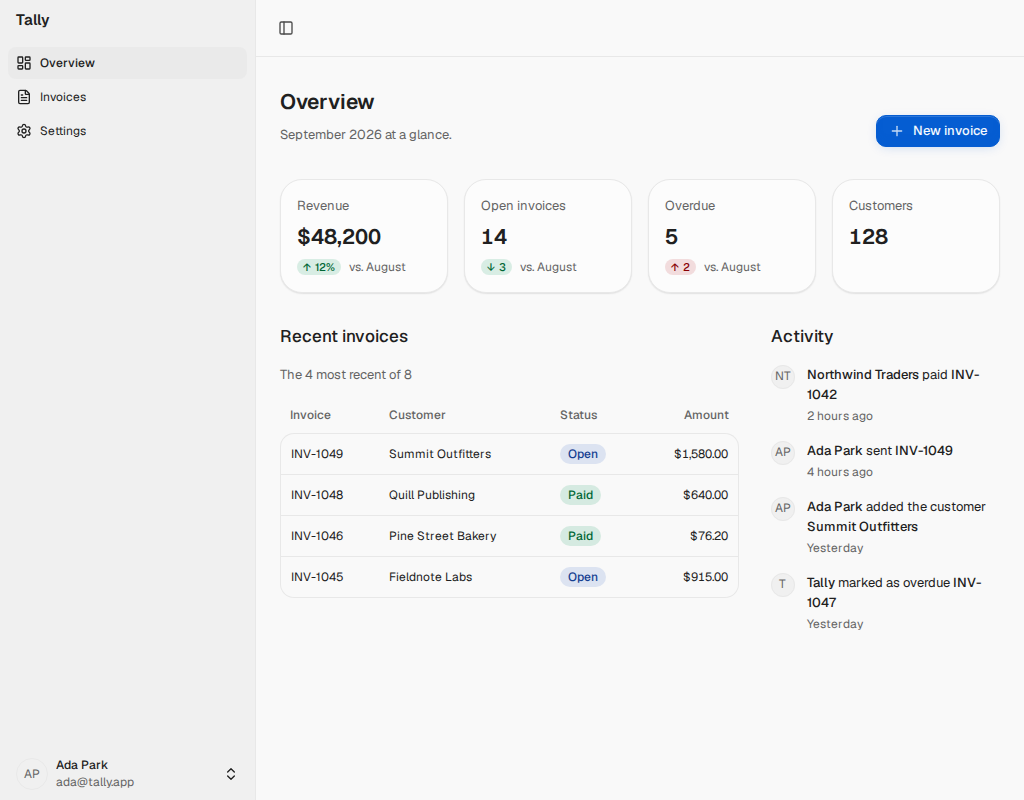 Tally
Overview
Invoices
Settings
Ada Park
ada@tally.app
AP
Overview
September 2026 at a glance.
New invoice
Revenue
$48,200
↑ 12% vs. August
Open invoices
14
↓ 3 vs. August
Overdue
5
↑ 2 vs. August
Customers
128
Recent invoices
The 4 most recent of 8
Invoice Customer Status Amount
INV-1049 Summit Outfitters Open $1,580.00
INV-1048 Quill Publishing Paid $640.00
INV-1046 Pine Street Bakery Paid $76.20
INV-1045 Fieldnote Labs Open $915.00
Activity
NT
Northwind Traders paid INV-
1042
2 hours ago
AP
Ada Park sent INV-1049
4 hours ago
AP
Ada Park added the customer
Summit Outfitters
Yesterday
T
Tally marked as overdue INV-
1047
Yesterday